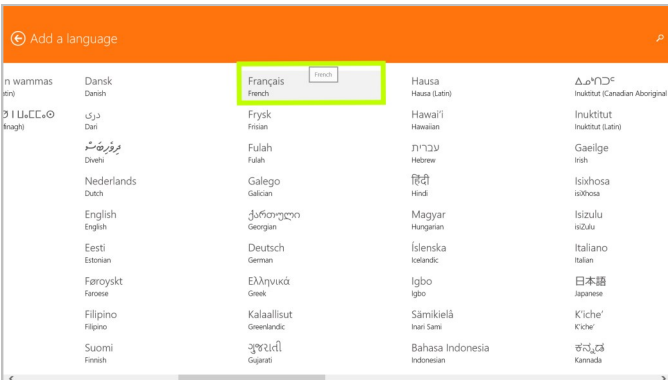 Add a language
n wammas
tin)
finagh)
Dansk
Danish
دری
Dari
ދިވެހިބަސް
Divehi
Nederlands
Dutch
English
English
Eesti
Estonian
Føroyskt
Faroese
Filipino
Filipino
Suomi
Finnish
Français
French
French
Frysk
Frisian
Fulah
Fulah
Galego
Galician
ქართული
Georgian
Deutsch
German
Ελληνικά
Greek
Kalaallisut
Greenlandic
ગુજરાતી
Gujarati
Hausa
Hausa (Latin)
Hawaiʻi
Hawaiian
עברית
Hebrew
हिंदी
Hindi
Magyar
Hungarian
Íslenska
Icelandic
Igbo
Igbo
Sämikielâ
Inari Sami
Bahasa Indonesia
Indonesian
ᐃᓄᒃᑎᑐᑦ
Inuktitut (Canadian Aboriginal
Inuktitut
Inuktitut (Latin)
Gaeilge
Irish
Isixhosa
isiXhosa
Isizulu
isiZulu
Italiano
Italian
日本語
Japanese
K'iche'
K'iche'
ಕನ್ನಡ
Kannada